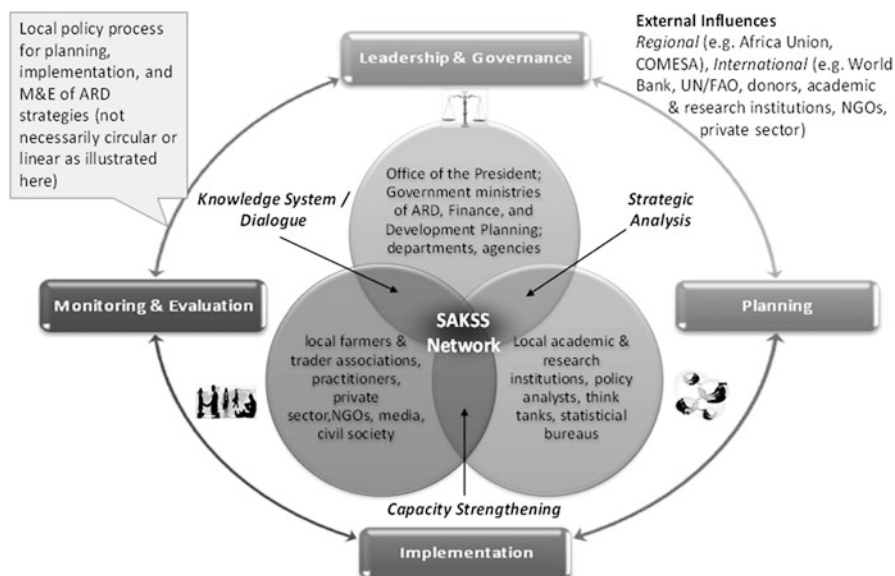 Local policy process
for planning,
implementation, and
M&E of ARD
strategies (not
necessarily circular or
linear as illustrated
here)
Leadership & Governance
External Influences
Regional (e.g. Africa Union,
COMESA), International (e.g. World
Bank, UN/FAO, donors, academic
& research institutions, NGOs,
private sector)
Office of the President;
Government ministries
of ARD, Finance, and
Development Planning;
departments, agencies
Knowledge System /
Dialogue
Strategic
Analysis
Monitoring & Evaluation
SAKSS
Network
Planning
local farmers &
trader associations,
practitioners,
private
sector,NGOs, media,
civil society
Local academic &
research
institutions, policy
analysts, think
tanks, statisticial
bureaus
Capacity Strengthening
Implementation